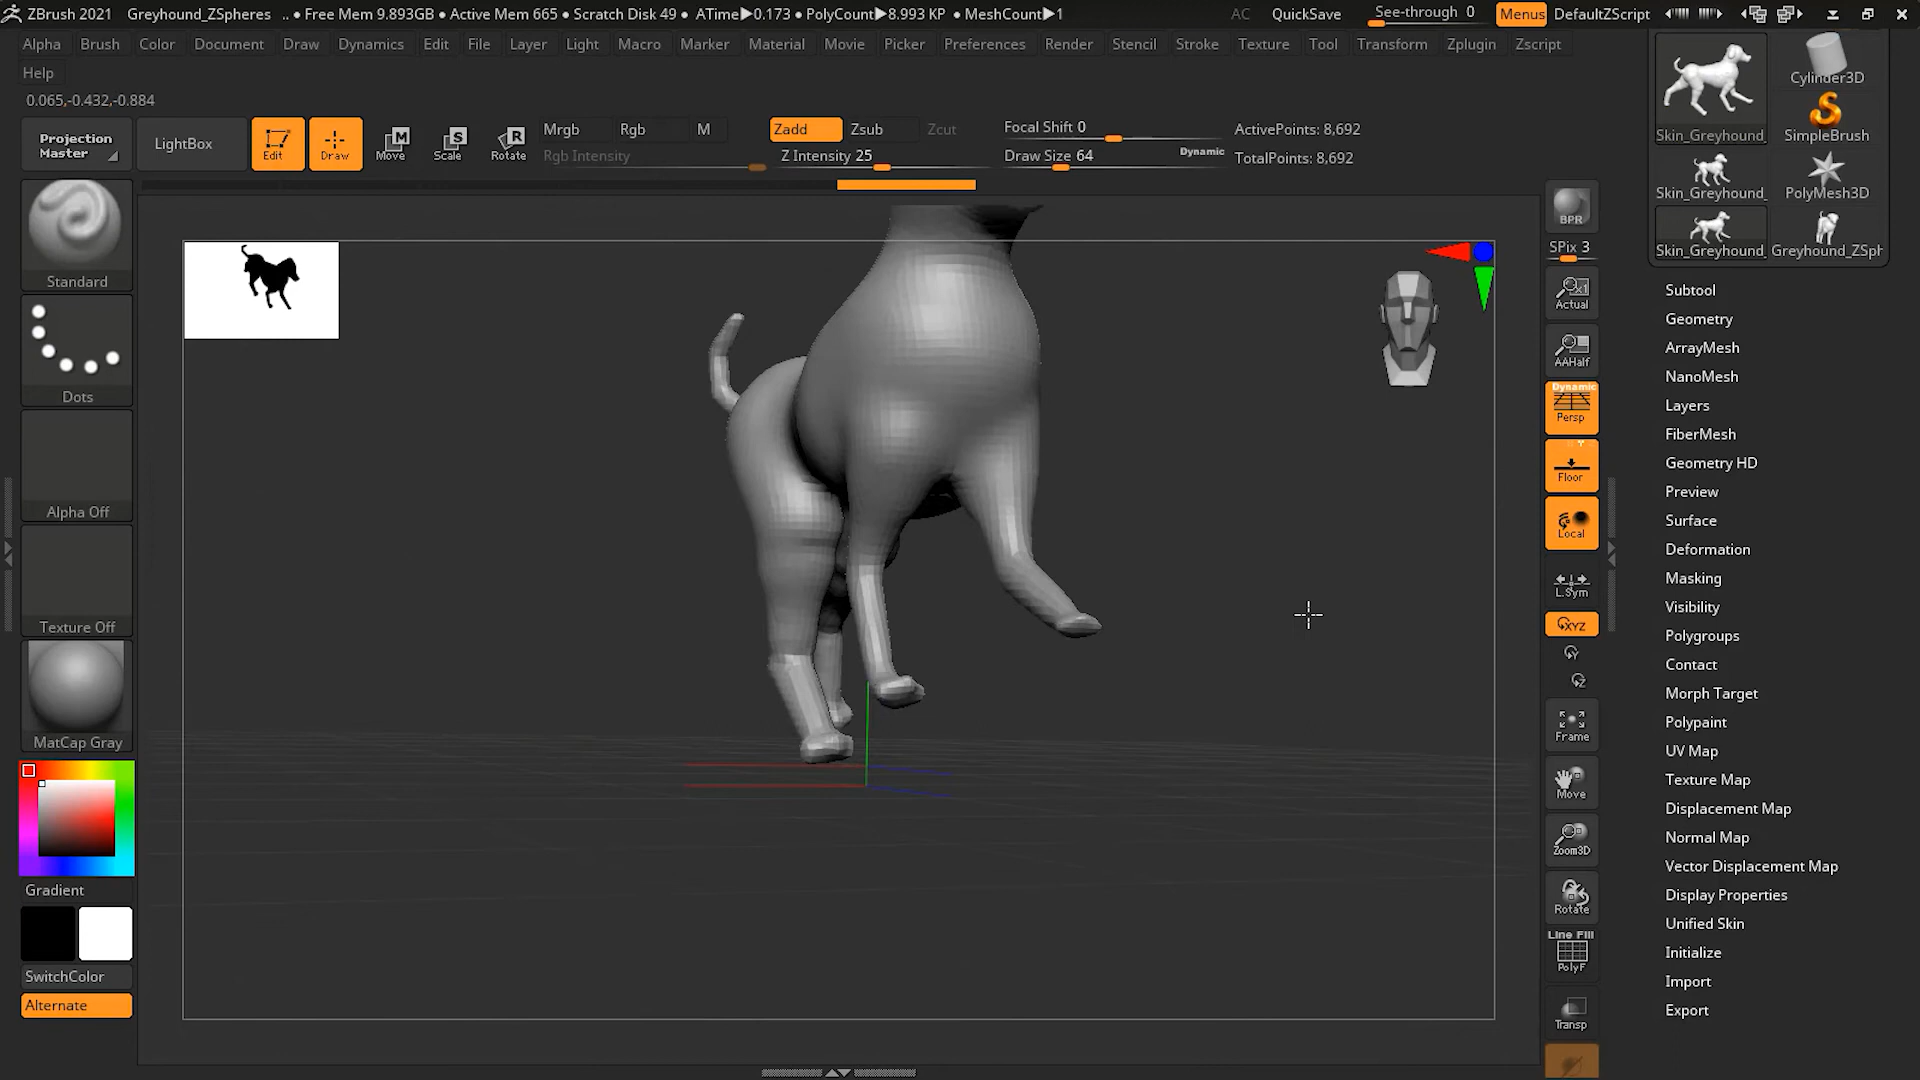 ZBrush 2021 Greyhound_ZSpheres .. • Free Mem 9.893GB • Active Mem 665 • Scratch Disk 49 • ATime▶0.173 • PolyCount▶8.993 KP • MeshCount▶1 AC QuickSave See-through 0 Menus DefaultZScript
Alpha Brush Color Document Draw Dynamics Edit File Layer Light Macro Marker Material Movie Picker Preferences Render Stencil Stroke Texture Tool Transform Zplugin Zscript
Help
0.065,-0.432,-0.884
Projection
Master
LightBox
Edit
Draw
M
Move
S
Scale
R
Rotate
Mrgb Rgb M
Rgb Intensity
Zadd Zsub Zcut
Z Intensity 25
Focal Shift 0
Draw Size 64
Dynamic
ActivePoints: 8,692
TotalPoints: 8,692
Standard
Dots
Alpha Off
Texture Off
MatCap Gray
Gradient
SwitchColor
Alternate
BPR
SPix 3
x1
Actual
AAHalf
Dynamic
Persp
Floor
Local
L.Sym
XYZ
Y
Z
Frame
Move
Zoom3D
Rotate
Line Fill
PolyF
Transp
Skin_Greyhound_
Cylinder3D
SimpleBrush
Skin_Greyhound_
PolyMesh3D
Skin_Greyhound_
Greyhound_ZSph
Subtool
Geometry
ArrayMesh
NanoMesh
Layers
FiberMesh
Geometry HD
Preview
Surface
Deformation
Masking
Visibility
Polygroups
Contact
Morph Target
Polypaint
UV Map
Texture Map
Displacement Map
Normal Map
Vector Displacement Map
Display Properties
Unified Skin
Initialize
Import
Export